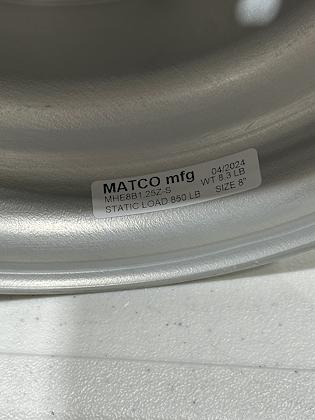 MATCO mfg 04/2024
MHE8B1.25Z-S WT 8.3 LB
STATIC LOAD 850 LB SIZE 8"